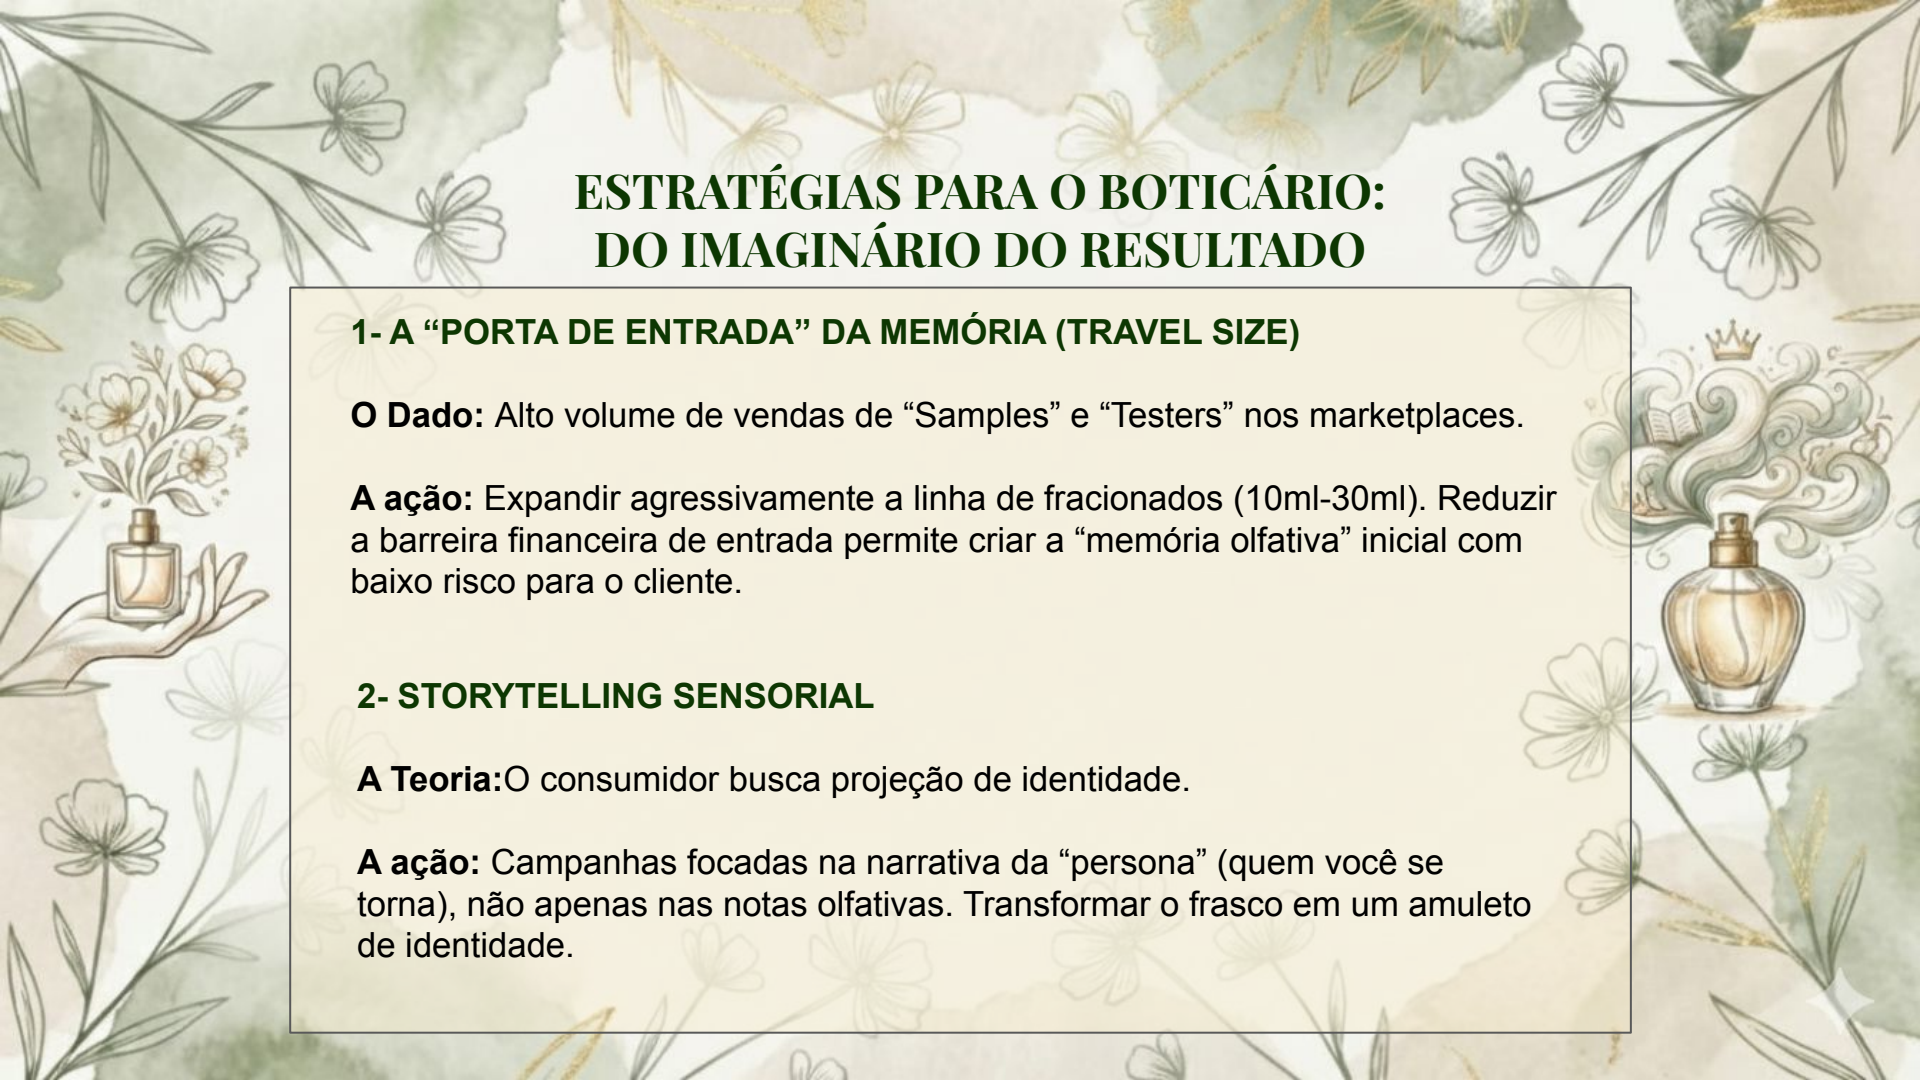 ESTRATÉGIAS PARA O BOTICÁRIO:
DO IMAGINÁRIO DO RESULTADO
1- A “PORTA DE ENTRADA” DA MEMÓRIA (TRAVEL SIZE)
O Dado: Alto volume de vendas de “Samples” e “Testers” nos marketplaces.
A ação: Expandir agressivamente a linha de fracionados (10ml-30ml). Reduzir
a barreira financeira de entrada permite criar a “memória olfativa” inicial com
baixo risco para o cliente.
2- STORYTELLING SENSORIAL
A Teoria:O consumidor busca projeção de identidade.
A ação: Campanhas focadas na narrativa da “persona” (quem você se
torna), não apenas nas notas olfativas. Transformar o frasco em um amuleto
de identidade.